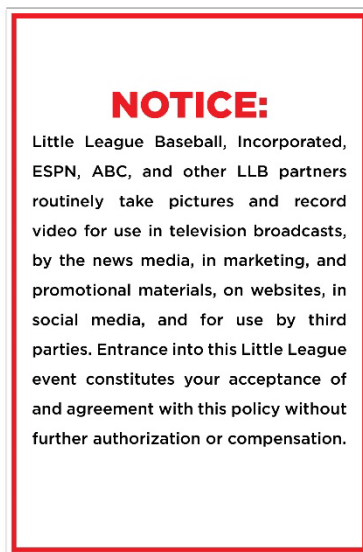 NOTICE:
Little League Baseball, Incorporated,
ESPN, ABC, and other LLB partners
routinely take pictures and record
video for use in television broadcasts,
by the news media, in marketing, and
promotional materials, on websites, in
social media, and for use by third
parties. Entrance into this Little League
event constitutes your acceptance of
and agreement with this policy without
further authorization or compensation.